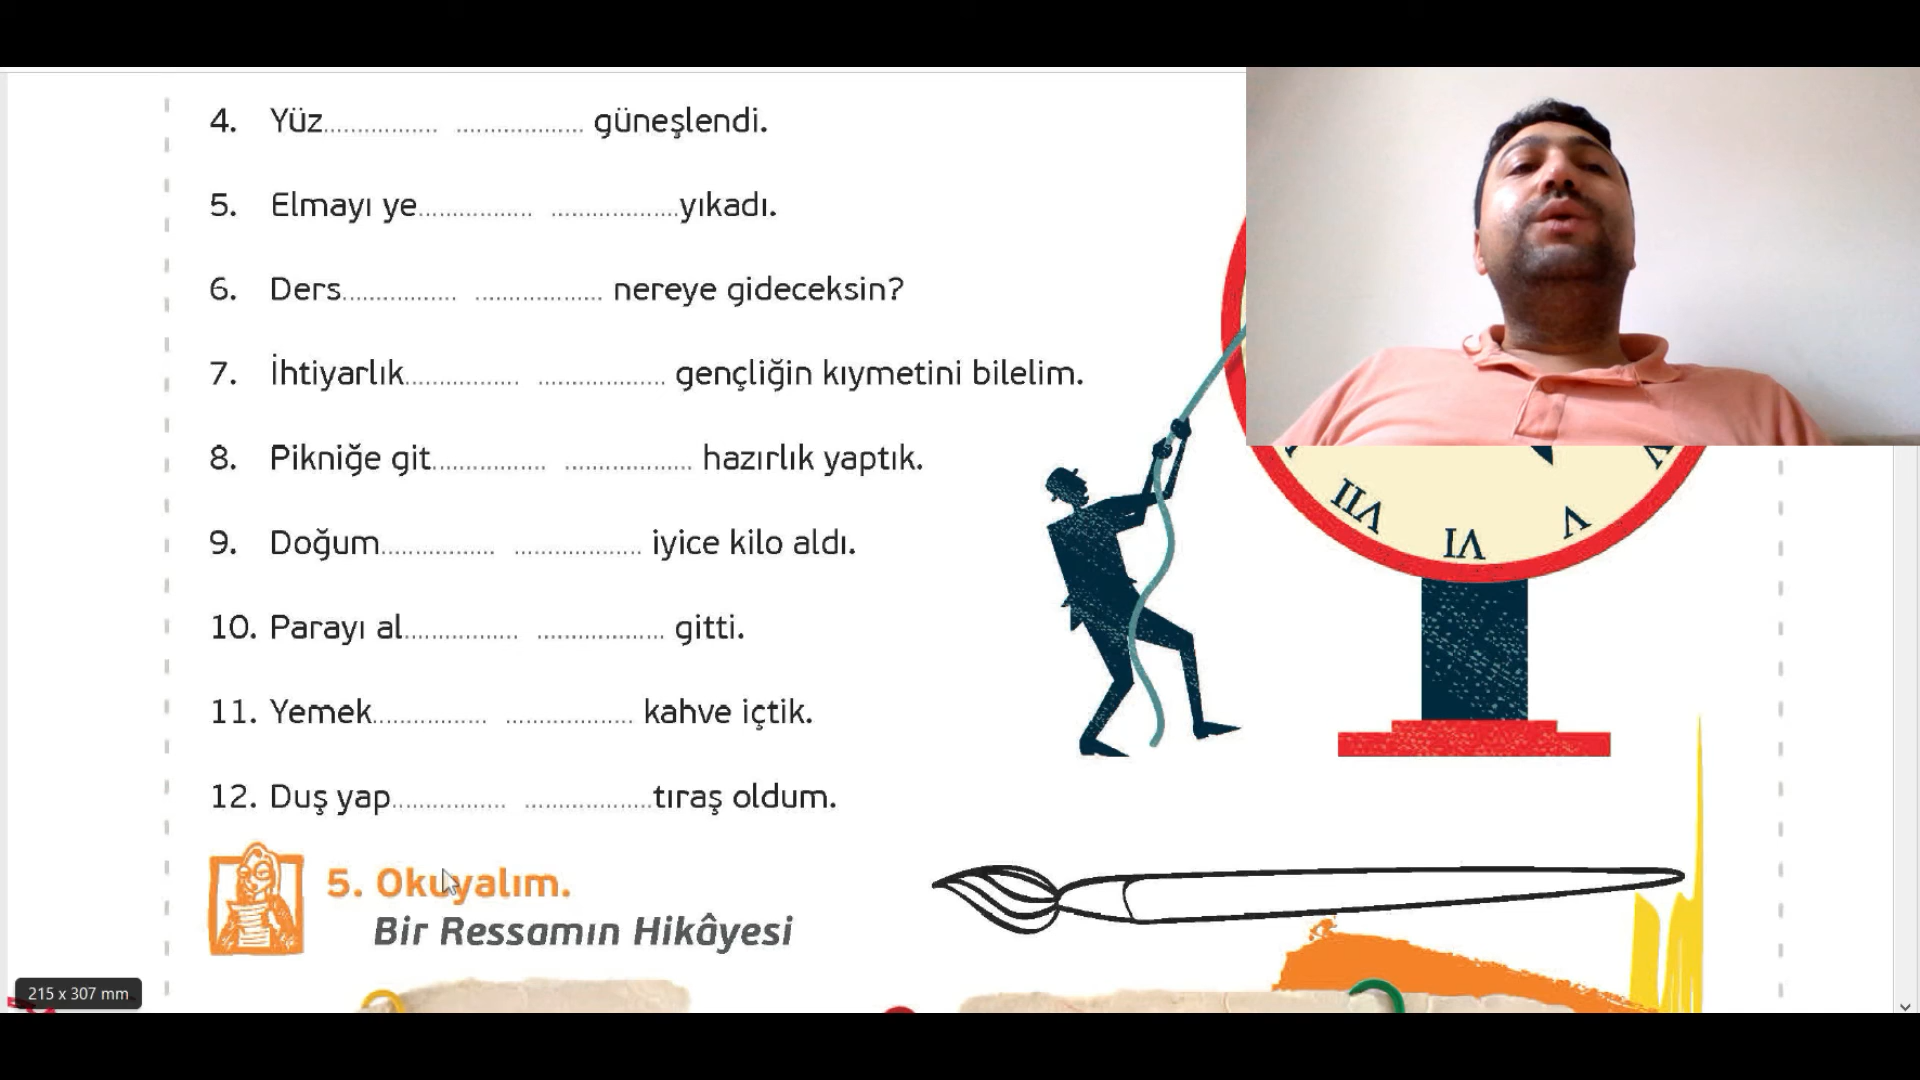 4. Yüz................. ................... güneşlendi.
5. Elmayı ye................. ...................yıkadı.
6. Ders................. ................... nereye gideceksin?
7. İhtiyarlık................. ................... gençliğin kıymetini bilelim.
8. Pikniğe git................. ................... hazırlık yaptık.
9. Doğum................. ................... iyice kilo aldı.
10. Parayı al................. ................... gitti.
11. Yemek................. ................... kahve içtik.
12. Duş yap................. ...................tıraş oldum.
VII VI V
5. Okuyalım.
Bir Ressamın Hikâyesi
215 x 307 mm